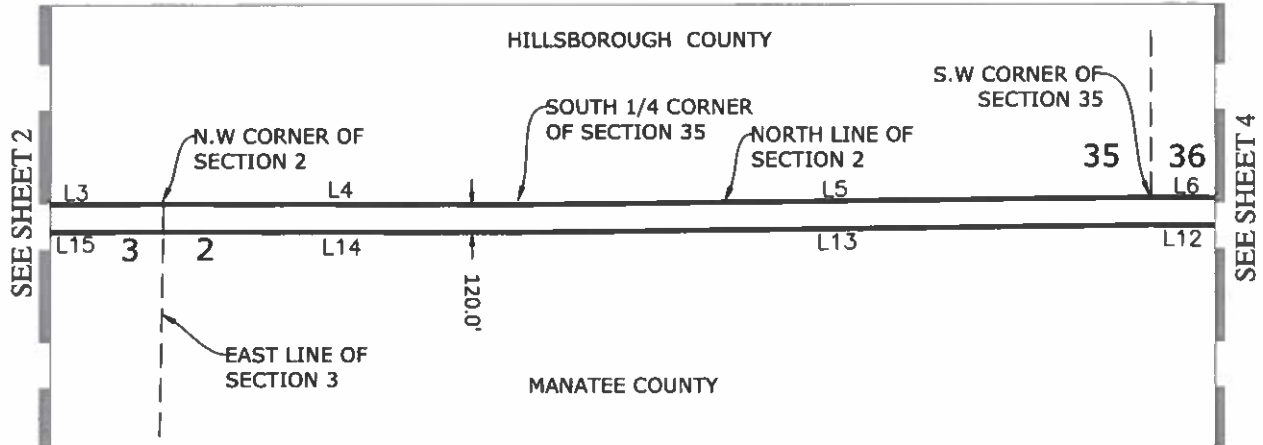 HILLSBOROUGH COUNTY
S.W CORNER OF
SECTION 35
SOUTH 1/4 CORNER
OF SECTION 35
N.W CORNER OF
SECTION 2
NORTH LINE OF
SECTION 2
35
36
SEE SHEET 2
SEE SHEET 4
L3
L4
L5
L6
L15
3
2
L14
L13
L12
120.0'
EAST LINE OF
SECTION 3
MANATEE COUNTY